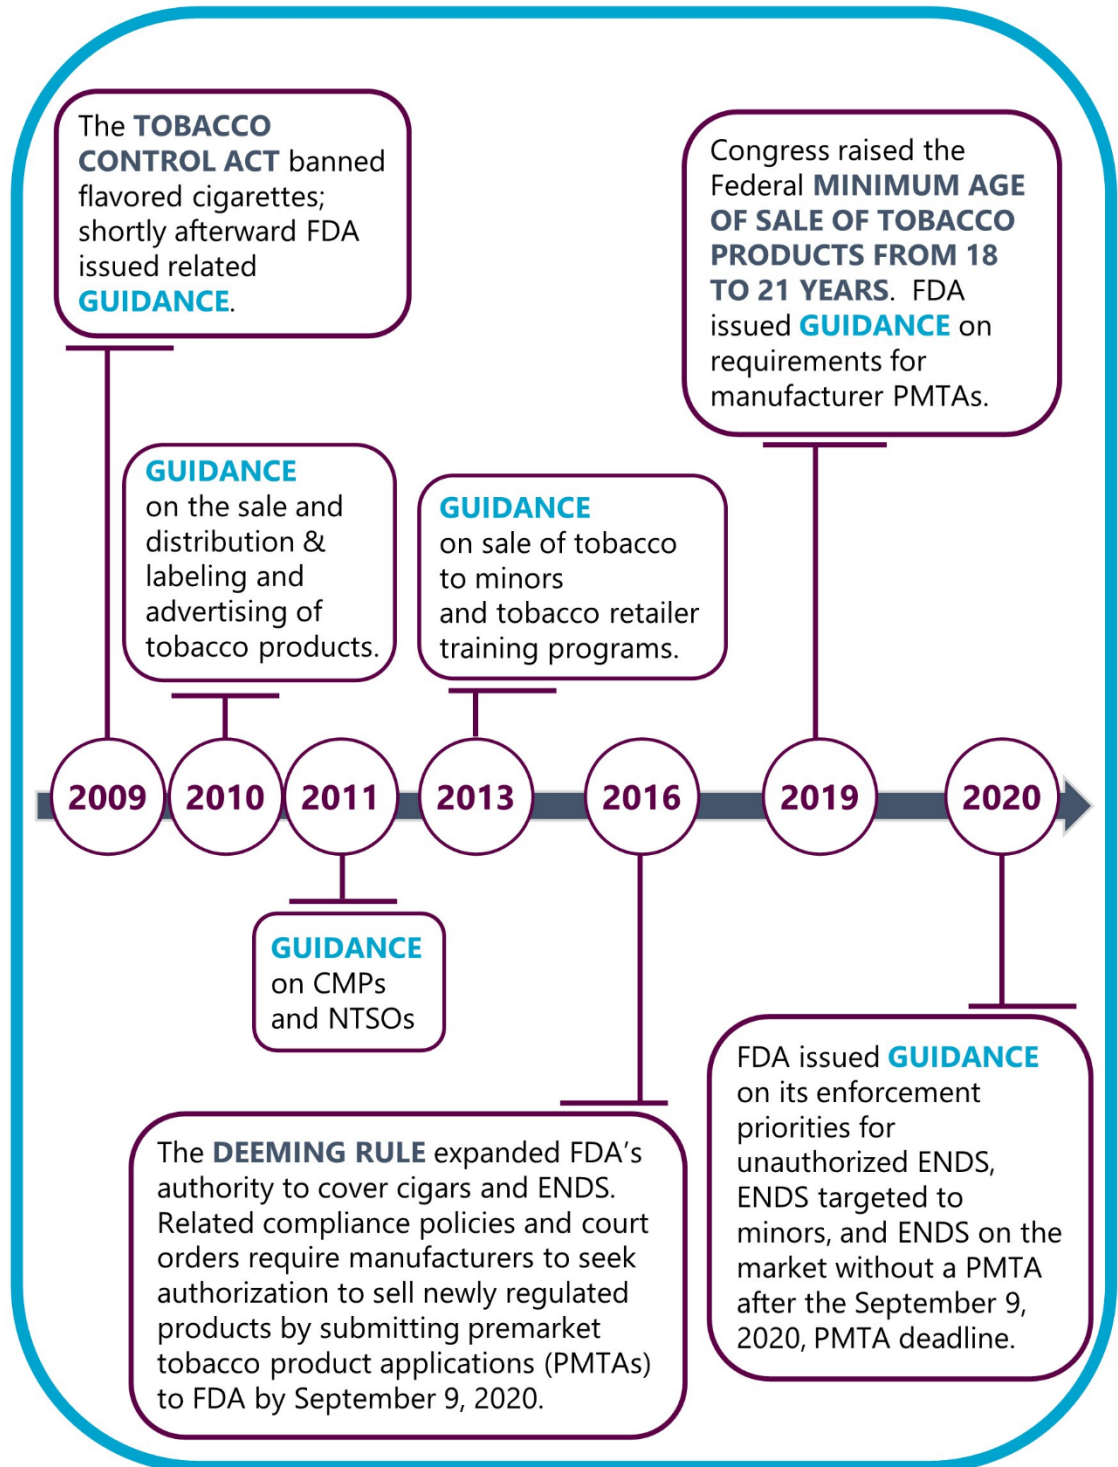 The TOBACCO
CONTROL ACT banned
flavored cigarettes;
shortly afterward FDA
issued related
GUIDANCE.
Congress raised the
Federal MINIMUM AGE
OF SALE OF TOBACCO
PRODUCTS FROM 18
TO 21 YEARS.  FDA
issued GUIDANCE on
requirements for
manufacturer PMTAs.
GUIDANCE
on the sale and
distribution &
labeling and
advertising of
tobacco products.
GUIDANCE
on sale of tobacco
to minors
and tobacco retailer
training programs.
2009 2010 2011 2013 2016 2019 2020
GUIDANCE
on CMPs
and NTSOs
The DEEMING RULE expanded FDA’s
authority to cover cigars and ENDS.
Related compliance policies and court
orders require manufacturers to seek
authorization to sell newly regulated
products by submitting premarket
tobacco product applications (PMTAs)
to FDA by September 9, 2020.
FDA issued GUIDANCE
on its enforcement
priorities for
unauthorized ENDS,
ENDS targeted to
minors, and ENDS on the
market without a PMTA
after the September 9,
2020, PMTA deadline.